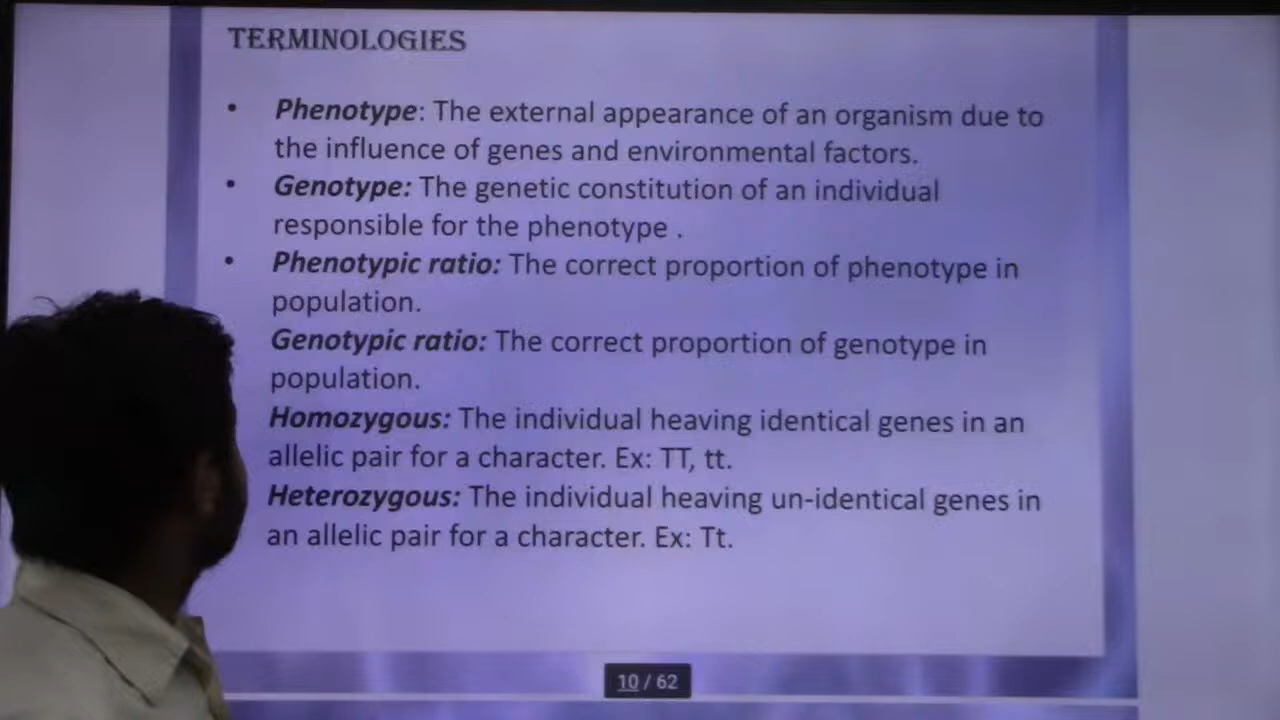 TERMINOLOGIES
• Phenotype: The external appearance of an organism due to
the influence of genes and environmental factors.
• Genotype: The genetic constitution of an individual
responsible for the phenotype .
• Phenotypic ratio: The correct proportion of phenotype in
population.
Genotypic ratio: The correct proportion of genotype in
population.
Homozygous: The individual heaving identical genes in an
allelic pair for a character. Ex: TT, tt.
Heterozygous: The individual heaving un-identical genes in
an allelic pair for a character. Ex: Tt.
10 / 62